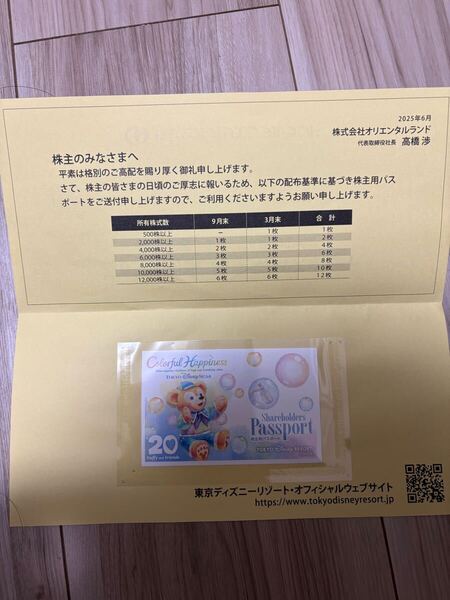 2025年6月
株式会社オリエンタルランド
代表取締役社長 高橋 渉
株主のみなさまへ
平素は格別のご高配を賜り厚く御礼申し上げます。
さて、株主の皆さまの日頃のご厚志に報いるため、以下の配布基準に基づき株主用パス
ポートをご送付申し上げますので、ご利用くださいますようお願い申し上げます。
所有株式数 9月末 3月末 合 計
500株以上 － 1枚 1枚
2,000株以上 1枚 1枚 2枚
4,000株以上 2枚 2枚 4枚
6,000株以上 3枚 3枚 6枚
8,000株以上 4枚 4枚 8枚
10,000株以上 5枚 5枚 10枚
12,000株以上 6枚 6枚 12枚
Colorful Happiness
TOKYO DISNEYSEA
20
Duffy and Friends
Shareholders
Passport
株主用パスポート
TOKYO DISNEY RESORT
東京ディズニーリゾート・オフィシャルウェブサイト
https://www.tokyodisneyresort.jp